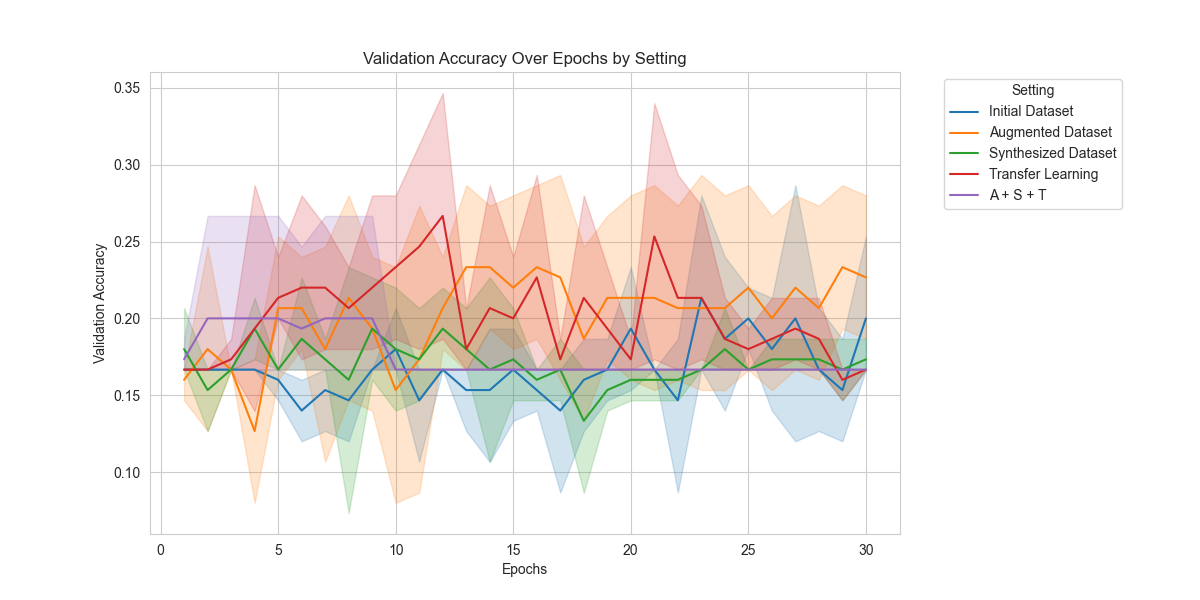 Validation Accuracy Over Epochs by Setting
0.35
0.30
0.25
0.20
0.15
0.10
Validation Accuracy
0 5 10 15 20 25 30
Epochs
Setting
Initial Dataset
Augmented Dataset
Synthesized Dataset
Transfer Learning
A + S + T